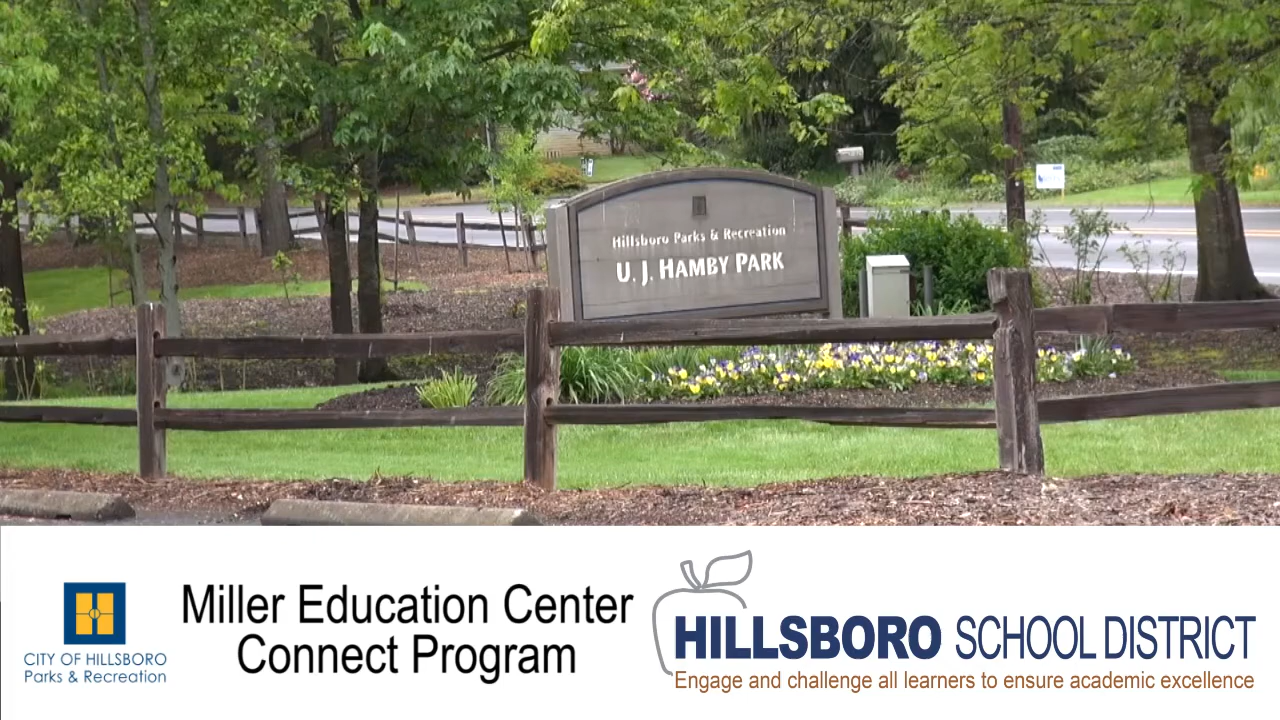 Hillsboro Parks & Recreation
U. J. HAMBY PARK
CITY OF HILLSBORO
Parks & Recreation
Miller Education Center
Connect Program
HILLSBORO SCHOOL DISTRICT
Engage and challenge all learners to ensure academic excellence